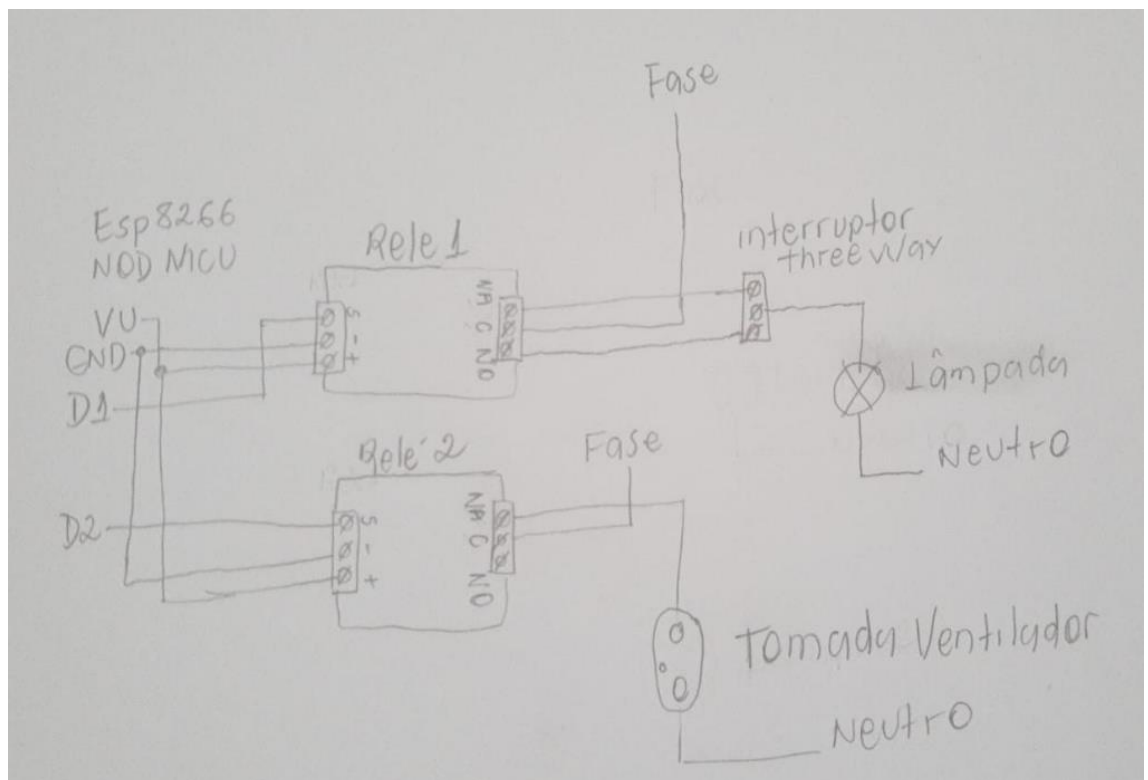 Fase
Esp8266
NOD MCU
Rele 1
interruptor
three way
VU
GND
D1
S
-
+
NA
C
NO
Lâmpada
Neutro
Relé 2
Fase
D2
S
-
+
NA
C
NO
Tomada Ventilador
Neutro